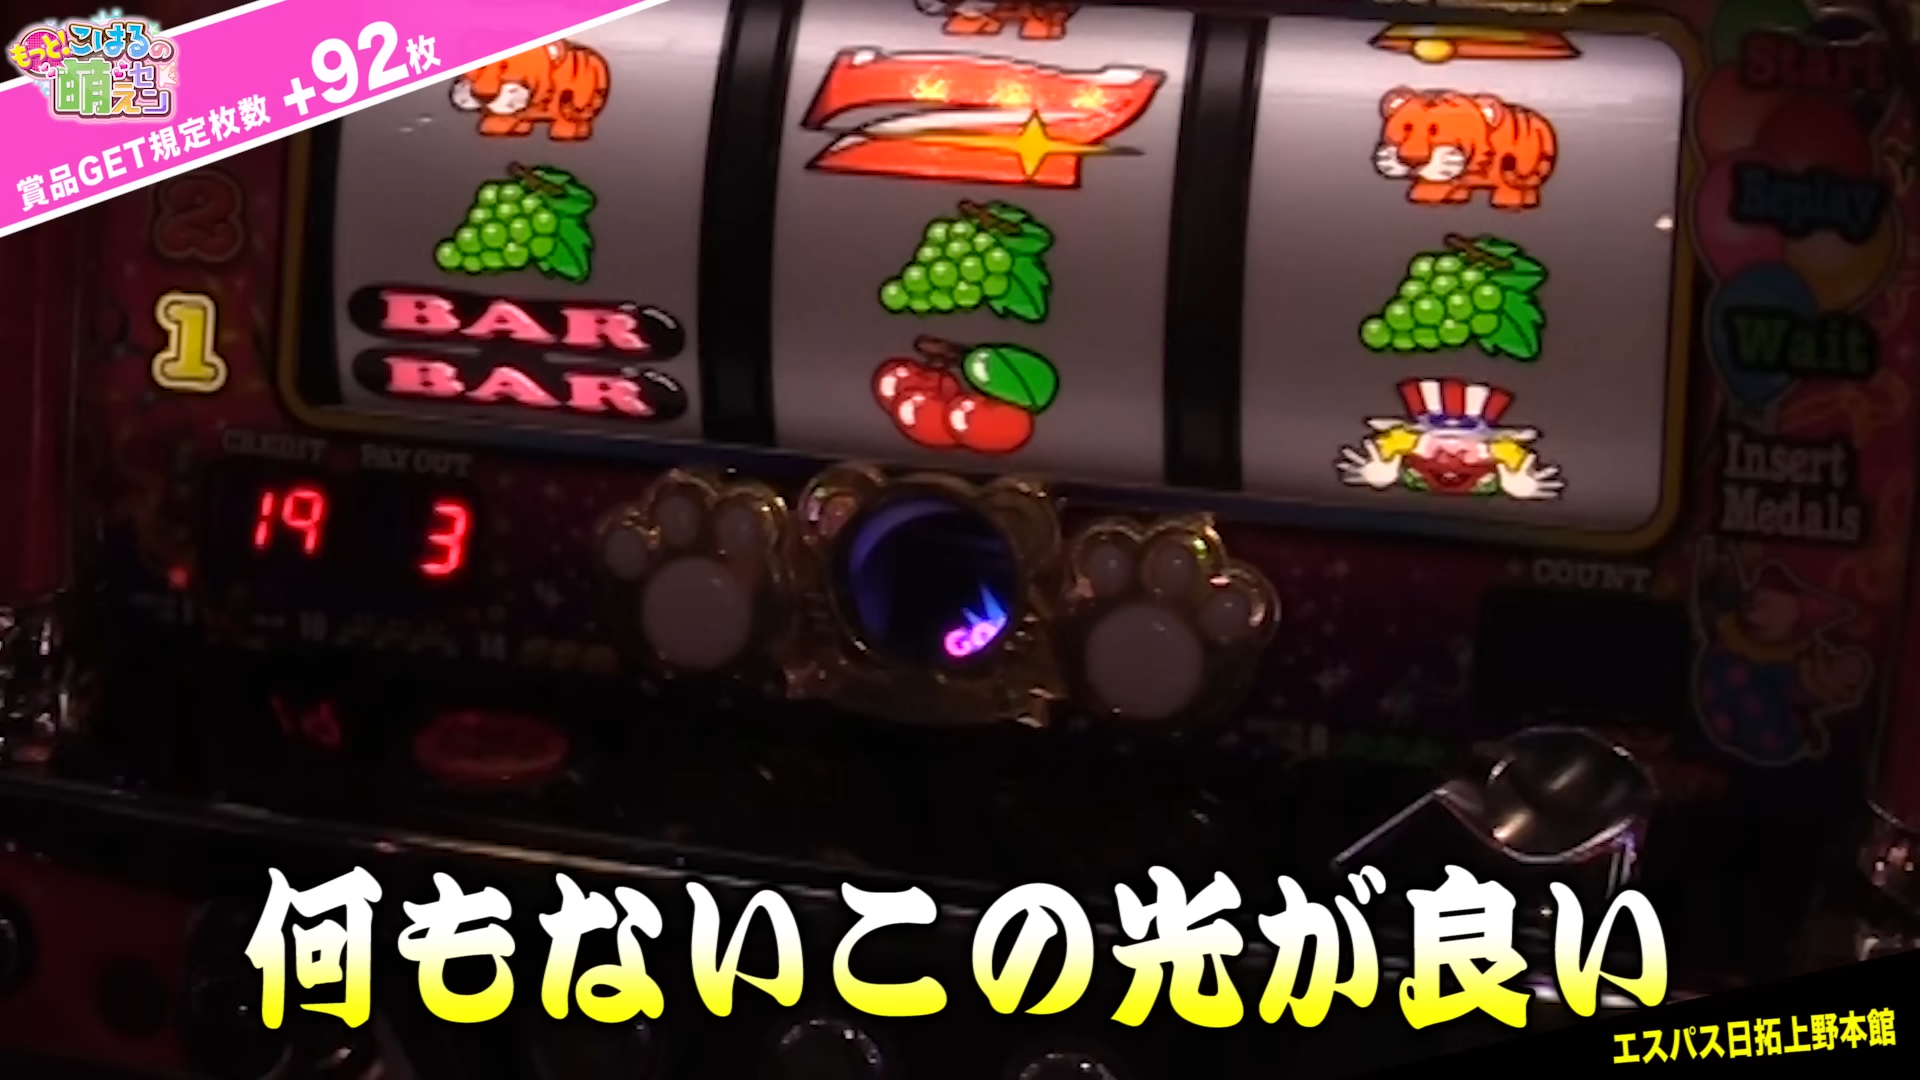 もっと!こはるの
萌えセン
賞品GET規定枚数 +92枚
Start
Replay
Wait
Insert
Medals
2
1
BAR
BAR
CREDIT
PAY OUT
19
3
COUNT
GO
何もないこの光が良い
エスパス日拓上野本館